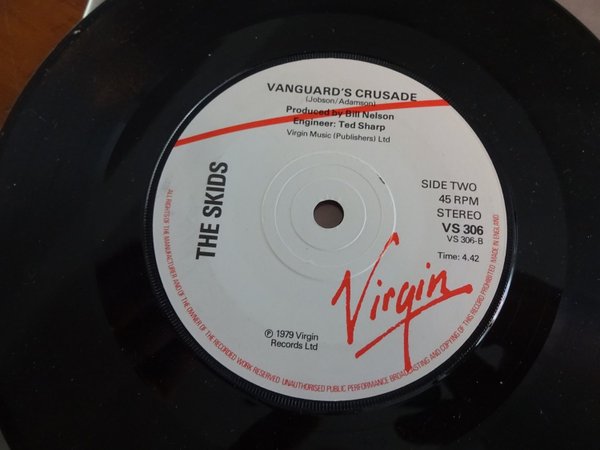 VANGUARD'S CRUSADE
(Jobson/Adamson)
Produced by Bill Nelson
Engineer: Ted Sharp
Virgin Music (Publishers) Ltd
THE SKIDS
SIDE TWO
45 RPM
STEREO
VS 306
VS 306-B
Time: 4.42
Virgin
℗ 1979 Virgin
Records Ltd
ALL RIGHTS OF THE MANUFACTURER AND OF THE OWNER OF THE RECORDED WORK RESERVED UNAUTHORISED PUBLIC PERFORMANCE BROADCASTING AND COPYING OF THIS RECORD PROHIBITED MADE IN ENGLAND